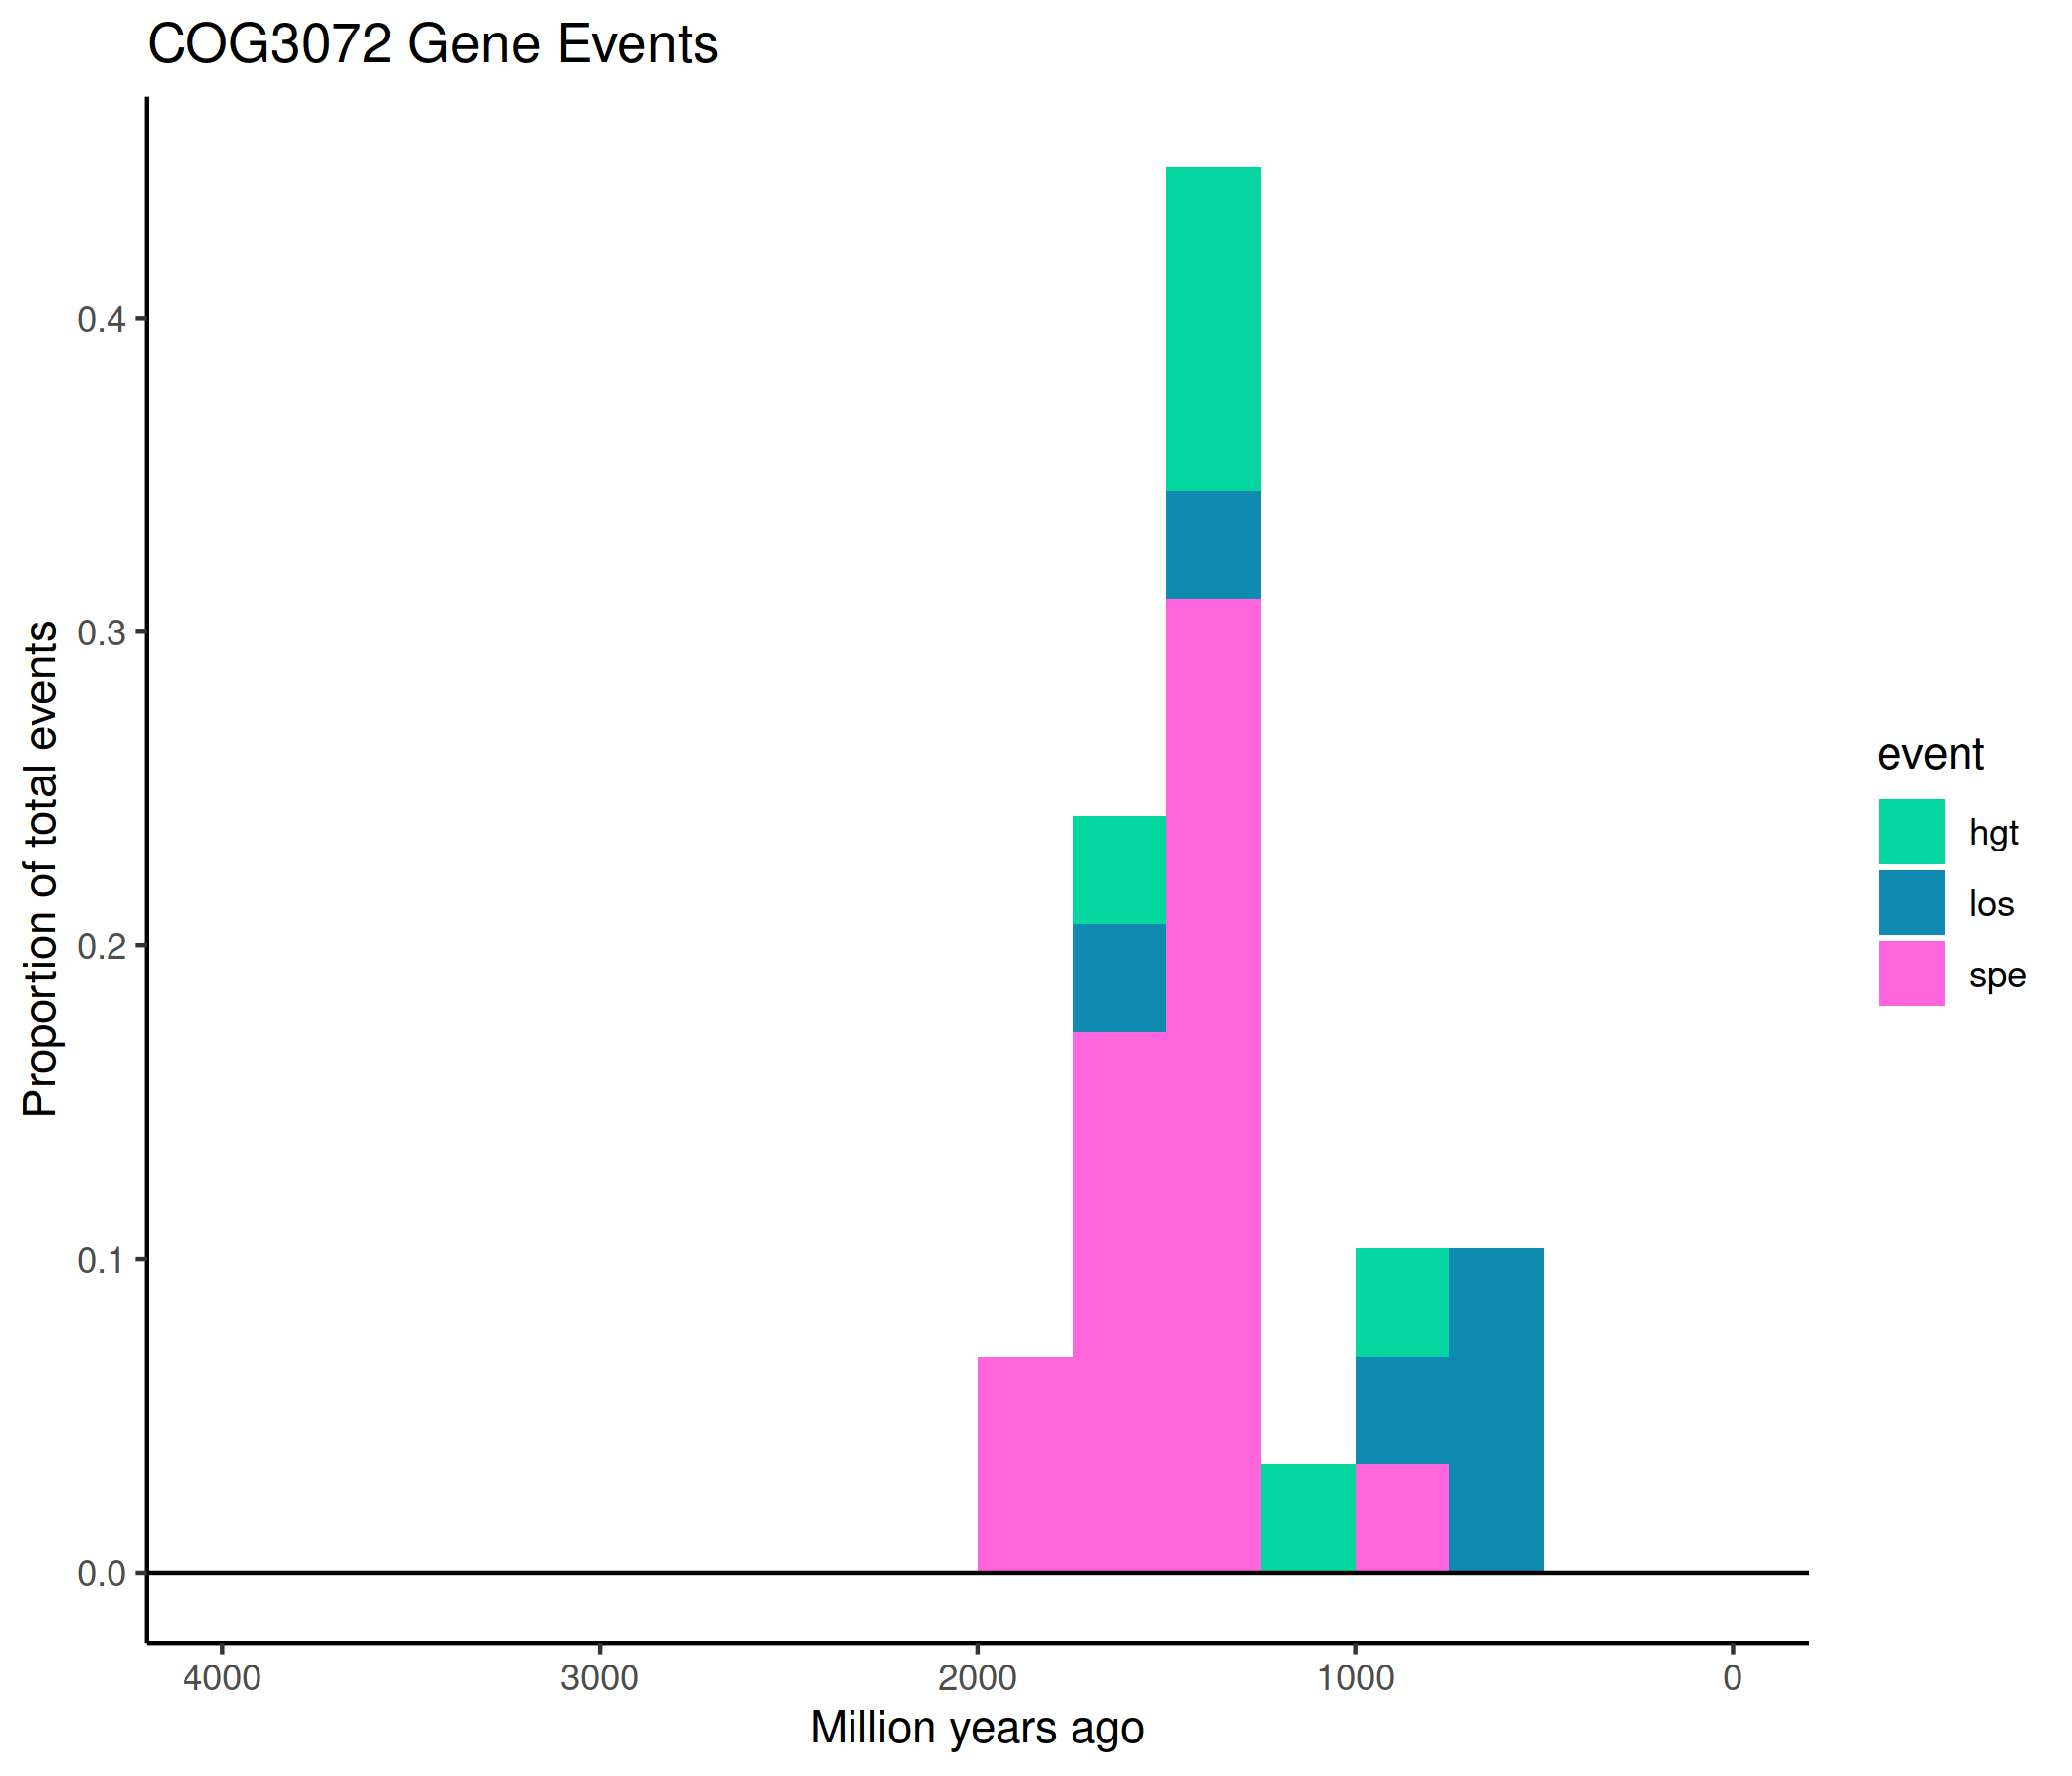 COG3072 Gene Events
Proportion of total events
0.4
0.3
0.2
0.1
0.0
4000 3000 2000 1000 0
Million years ago
event
hgt
los
spe